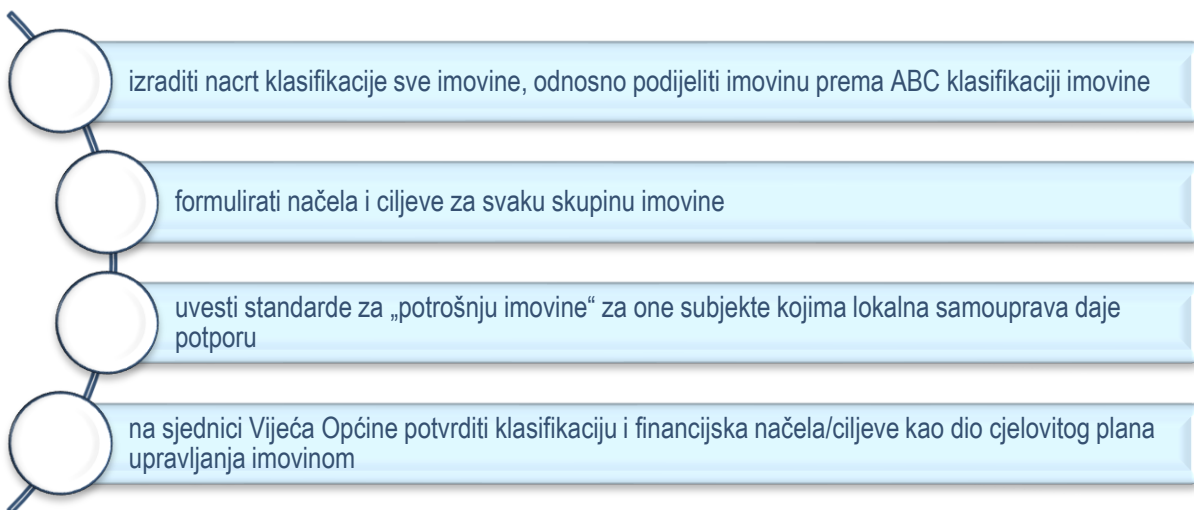 izraditi nacrt klasifikacije sve imovine, odnosno podijeliti imovinu prema ABC klasifikaciji imovine
formulirati načela i ciljeve za svaku skupinu imovine
uvesti standarde za „potrošnju imovine“ za one subjekte kojima lokalna samouprava daje
potporu
na sjednici Vijeća Općine potvrditi klasifikaciju i financijska načela/ciljeve kao dio cjelovitog plana
upravljanja imovinom